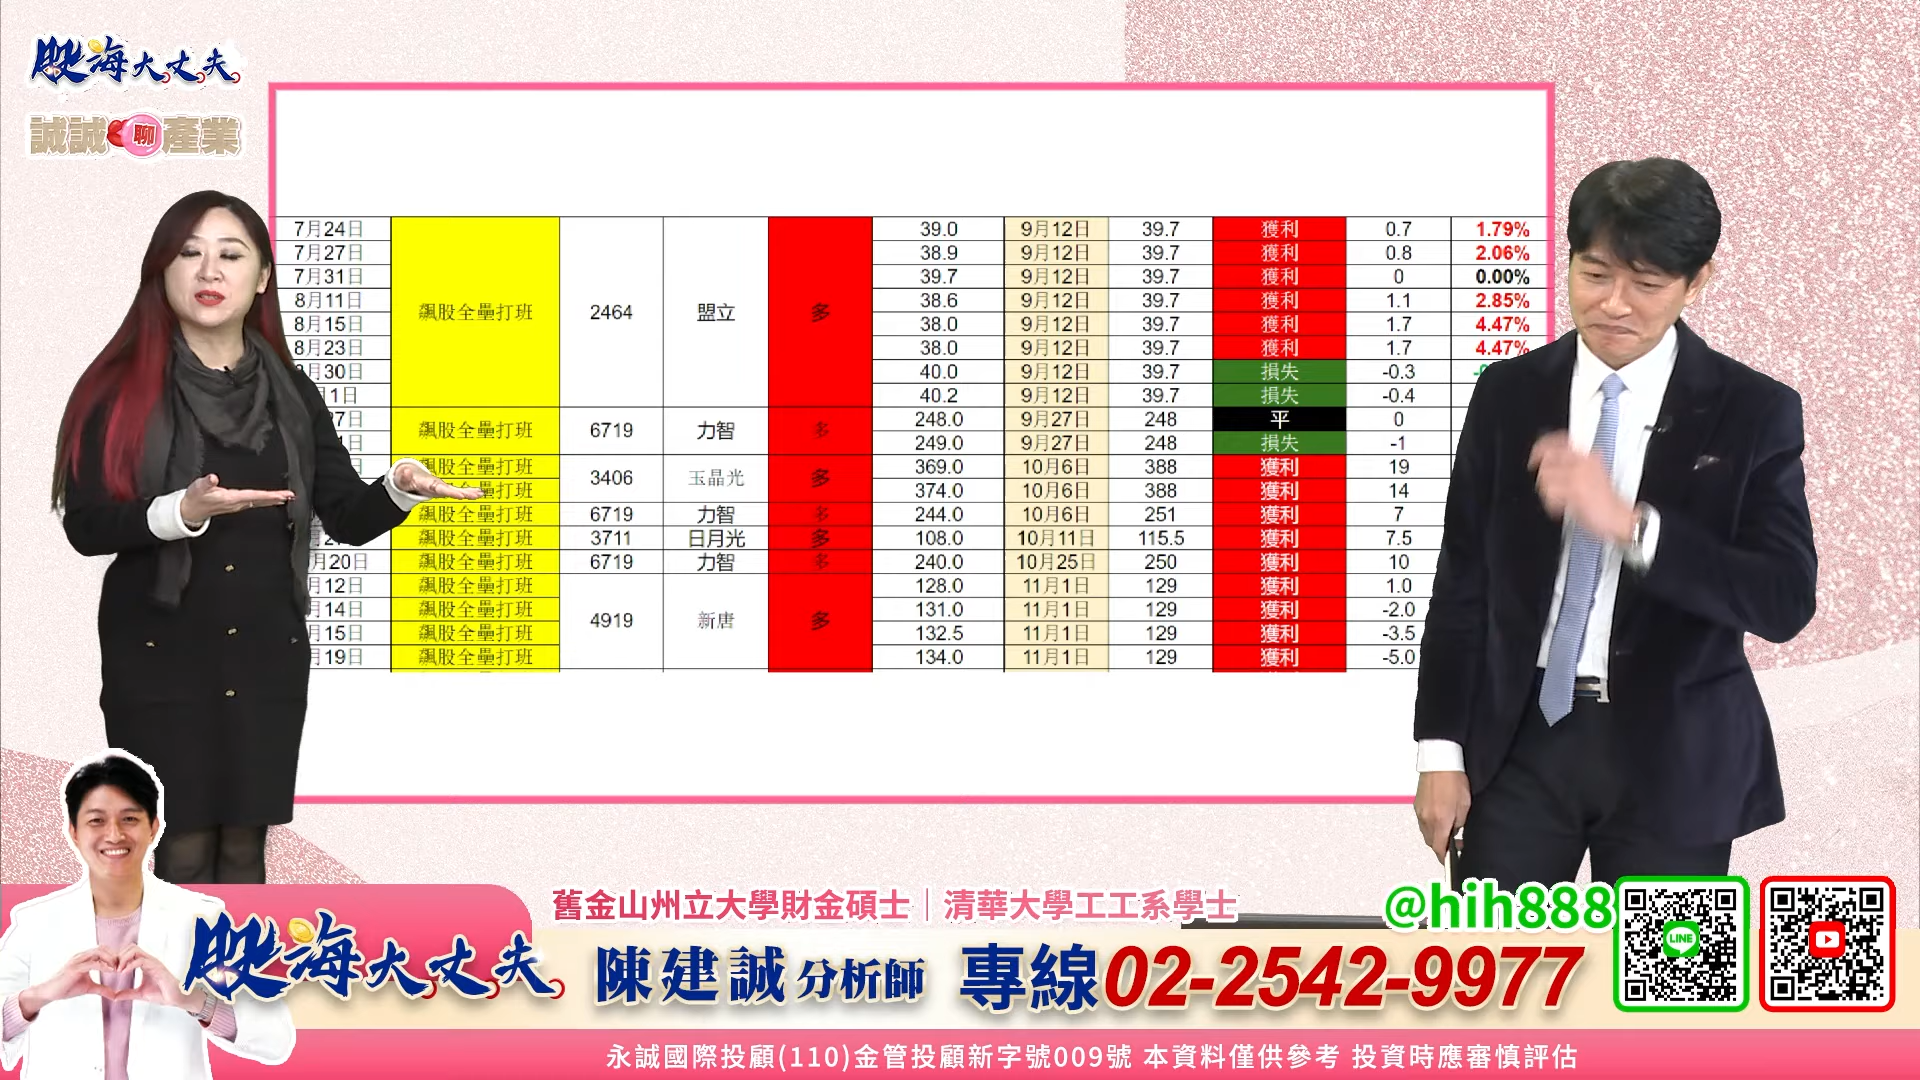 股海大丈夫
誠誠聊產業
7月24日 飆股全壘打班 2464 盟立 多 39.0 9月12日 39.7 獲利 0.7 1.79%
7月27日 38.9 9月12日 39.7 獲利 0.8 2.06%
7月31日 39.7 9月12日 39.7 獲利 0 0.00%
8月11日 38.6 9月12日 39.7 獲利 1.1 2.85%
8月15日 38.0 9月12日 39.7 獲利 1.7 4.47%
8月23日 38.0 9月12日 39.7 獲利 1.7 4.47%
月30日 40.0 9月12日 39.7 損失 -0.3
1日 40.2 9月12日 39.7 損失 -0.4
7日 飆股全壘打班 6719 力智 多 248.0 9月27日 248 平 0
日 249.0 9月27日 248 損失 -1
飆股全壘打班 3406 玉晶光 多 369.0 10月6日 388 獲利 19
打班 374.0 10月6日 388 獲利 14
飆股全壘打班 6719 力智 多 244.0 10月6日 251 獲利 7
飆股全壘打班 3711 日月光 多 108.0 10月11日 115.5 獲利 7.5
月20日 飆股全壘打班 6719 力智 多 240.0 10月25日 250 獲利 10
月12日 飆股全壘打班 4919 新唐 多 128.0 11月1日 129 獲利 1.0
月14日 飆股全壘打班 131.0 11月1日 129 獲利 -2.0
月15日 飆股全壘打班 132.5 11月1日 129 獲利 -3.5
月19日 飆股全壘打班 134.0 11月1日 129 獲利 -5.0
舊金山州立大學財金碩士｜清華大學工工系學士
@hih888
股海大丈夫
陳建誠 分析師 專線02-2542-9977
LINE
永誠國際投顧(110)金管投顧新字號009號 本資料僅供參考 投資時應審慎評估